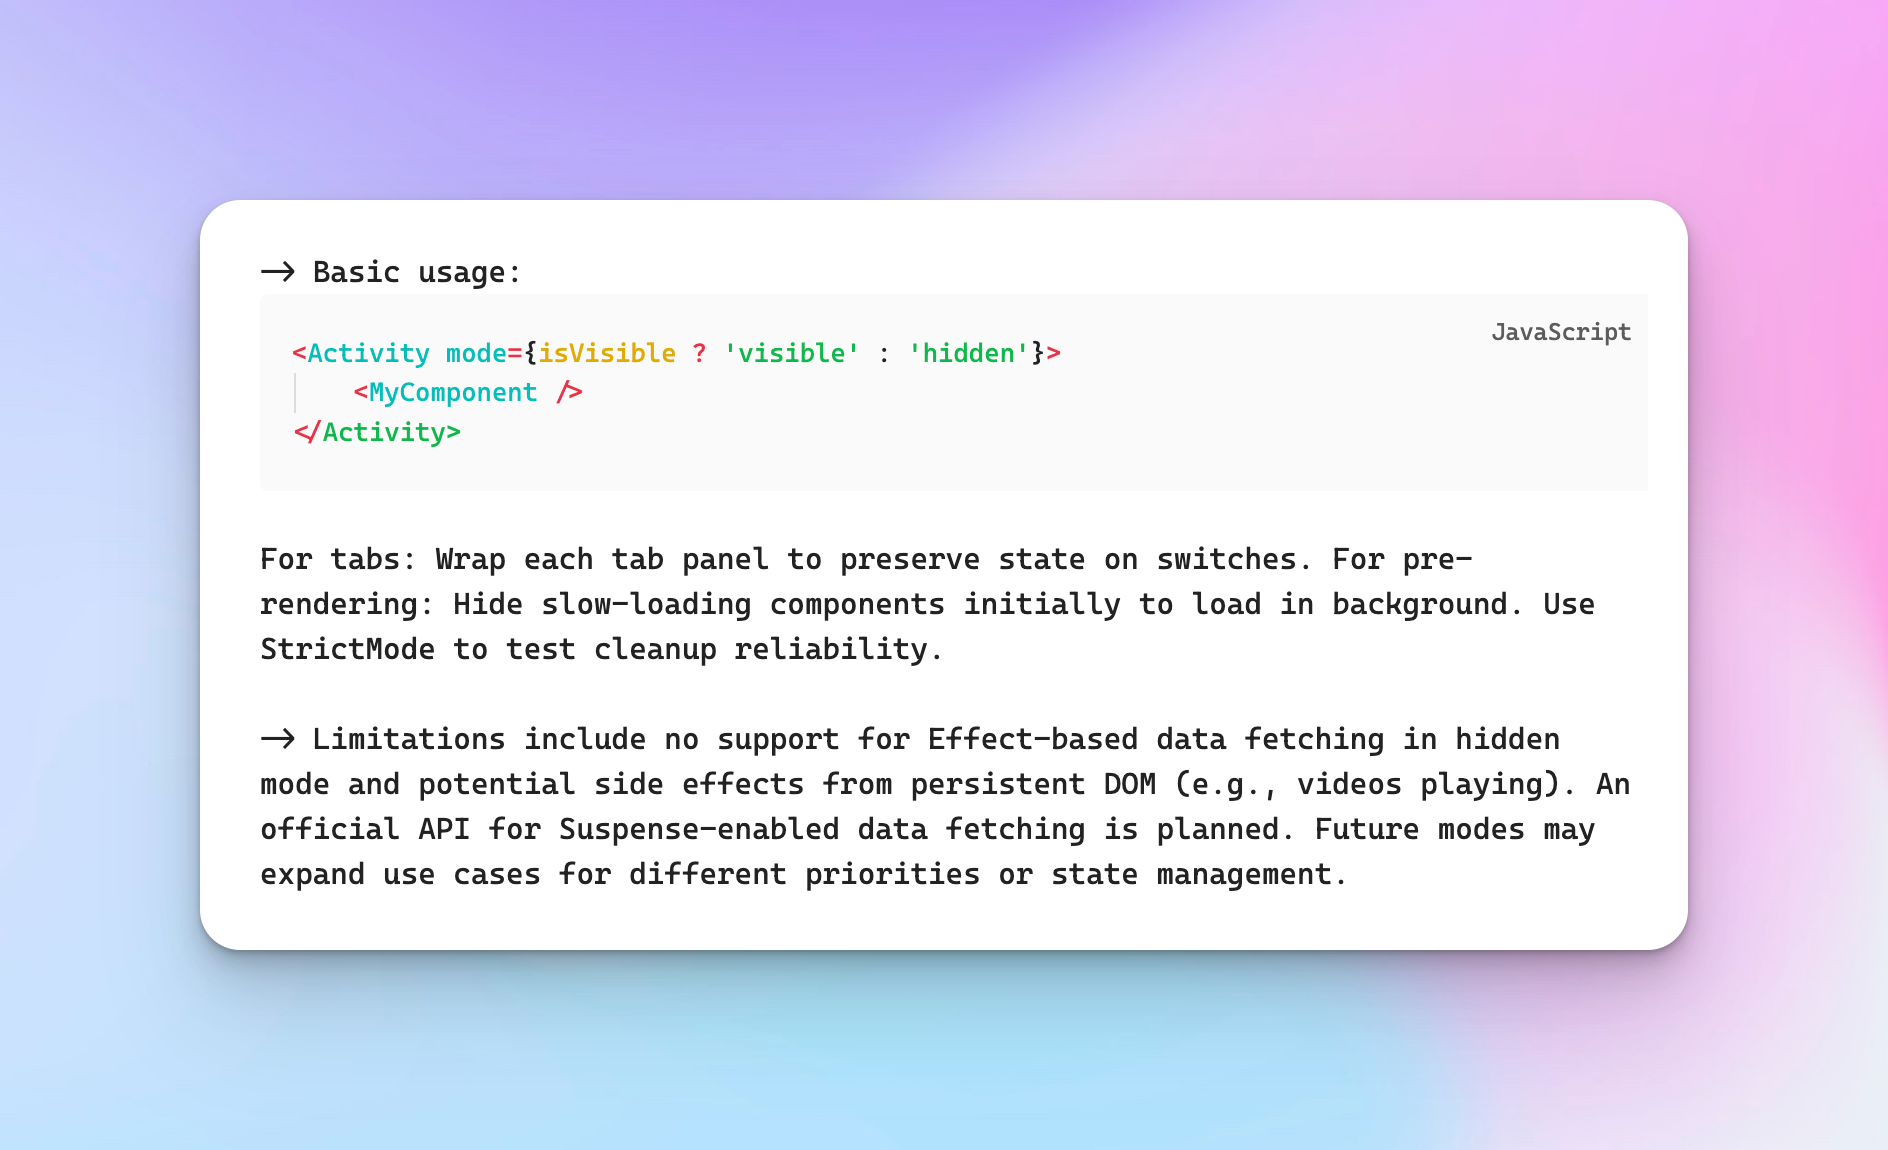 → Basic usage:
JavaScript
<Activity mode={isVisible ? 'visible' : 'hidden'}>
<MyComponent />
</Activity>
For tabs: Wrap each tab panel to preserve state on switches. For pre-
rendering: Hide slow-loading components initially to load in background. Use
StrictMode to test cleanup reliability.
→ Limitations include no support for Effect-based data fetching in hidden
mode and potential side effects from persistent DOM (e.g., videos playing). An
official API for Suspense-enabled data fetching is planned. Future modes may
expand use cases for different priorities or state management.